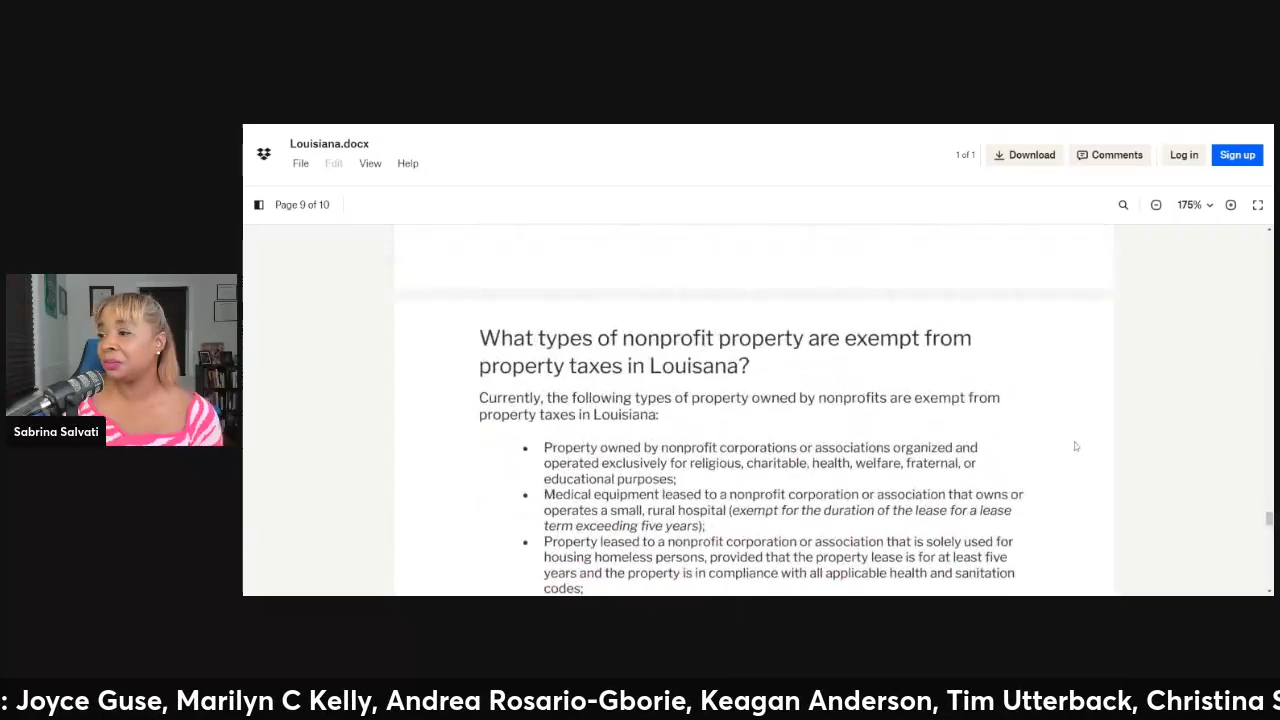 Louisiana.docx
File Edit View Help
1 of 1 Download Comments Log in Sign up
Page 9 of 10
175%
What types of nonprofit property are exempt from
property taxes in Louisana?
Currently, the following types of property owned by nonprofits are exempt from
property taxes in Louisiana:
• Property owned by nonprofit corporations or associations organized and
operated exclusively for religious, charitable, health, welfare, fraternal, or
educational purposes;
• Medical equipment leased to a nonprofit corporation or association that owns or
operates a small, rural hospital (exempt for the duration of the lease for a lease
term exceeding five years);
• Property leased to a nonprofit corporation or association that is solely used for
housing homeless persons, provided that the property lease is for at least five
years and the property is in compliance with all applicable health and sanitation
codes;
Sabrina Salvati
: Joyce Guse, Marilyn C Kelly, Andrea Rosario-Gborie, Keagan Anderson, Tim Utterback, Christina S